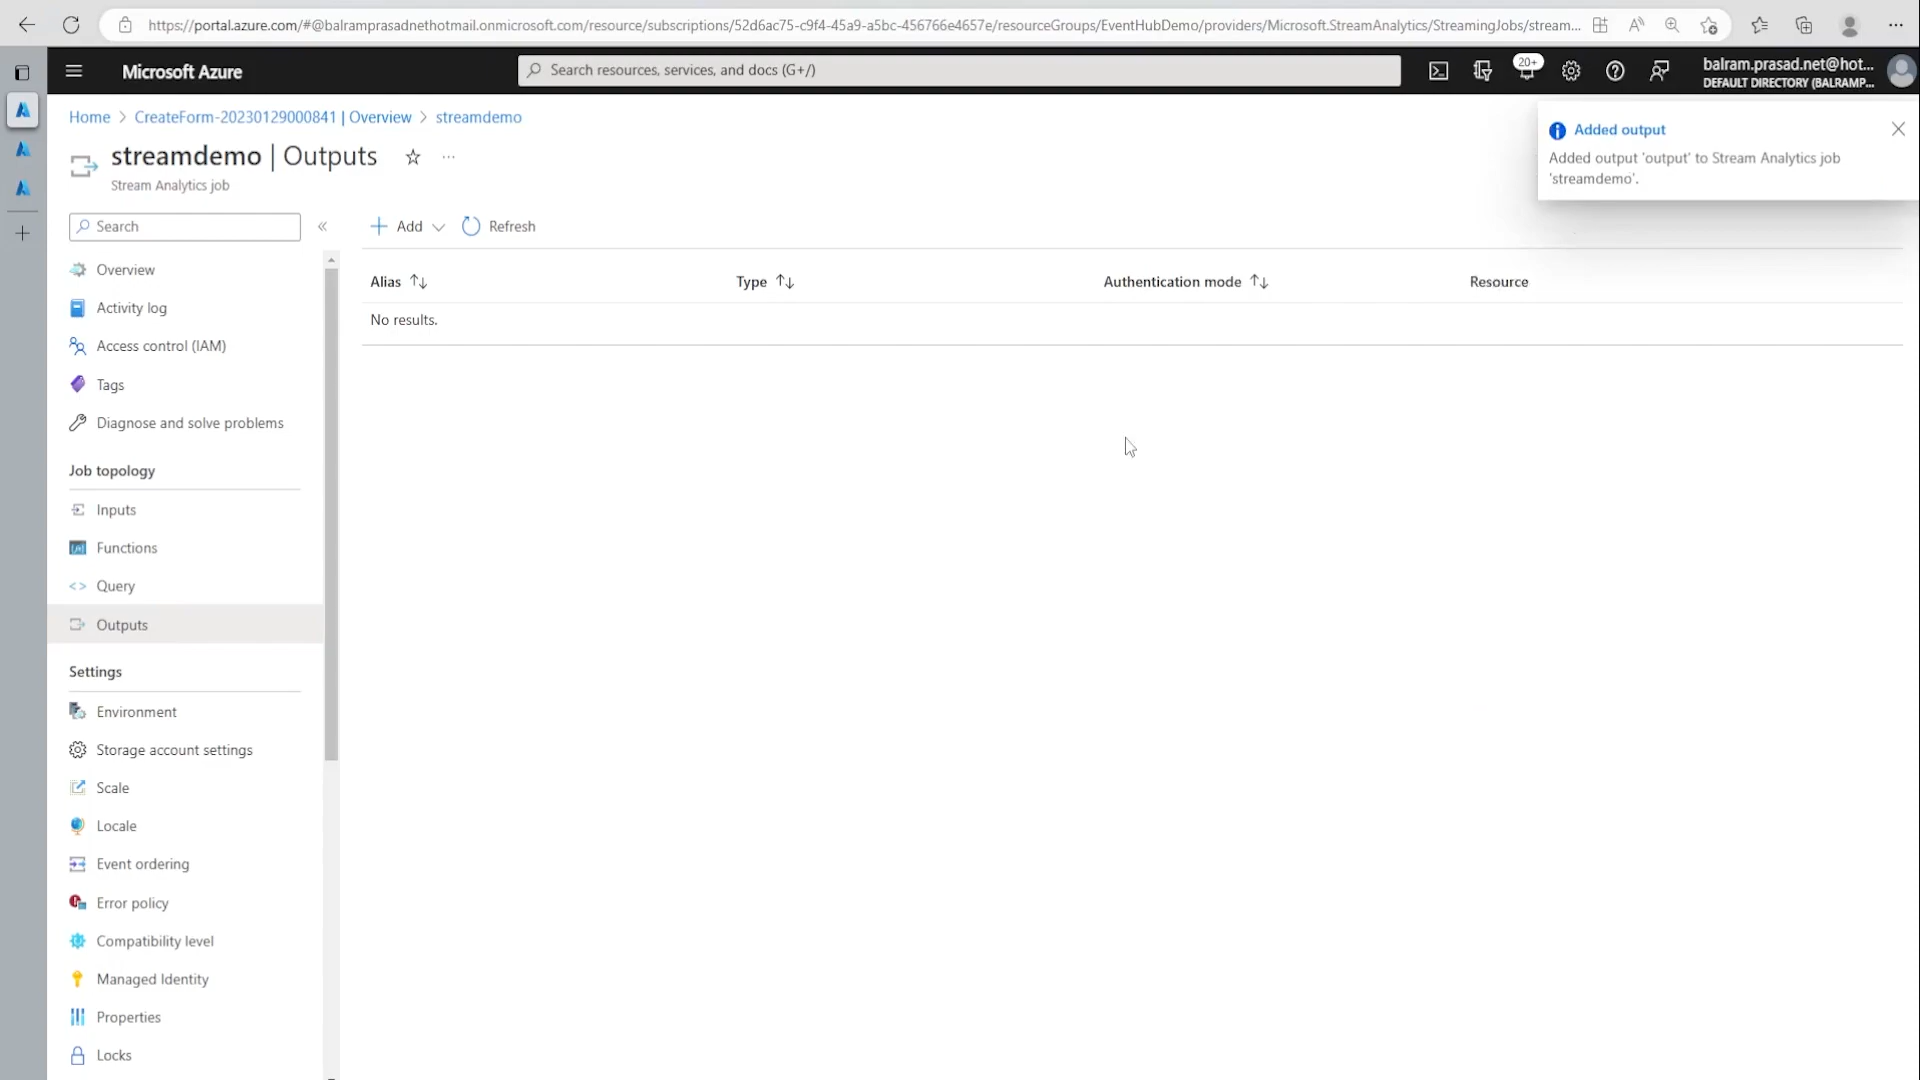 https://portal.azure.com/#@balramprasadnethotmail.onmicrosoft.com/resource/subscriptions/52d6ac75-c9f4-45a9-a5bc-456766e4657e/resourceGroups/EventHubDemo/providers/Microsoft.StreamAnalytics/StreamingJobs/stream...
Microsoft Azure
Search resources, services, and docs (G+/)
20+
balram.prasad.net@hot...
DEFAULT DIRECTORY (BALRAMP...
Home > CreateForm-20230129000841 | Overview > streamdemo
streamdemo | Outputs
Stream Analytics job
Added output
Added output 'output' to Stream Analytics job
'streamdemo'.
Search
Add
Refresh
Overview
Activity log
Access control (IAM)
Tags
Diagnose and solve problems
Job topology
Inputs
Functions
Query
Outputs
Settings
Environment
Storage account settings
Scale
Locale
Event ordering
Error policy
Compatibility level
Managed Identity
Properties
Locks
Alias Type Authentication mode Resource
No results.